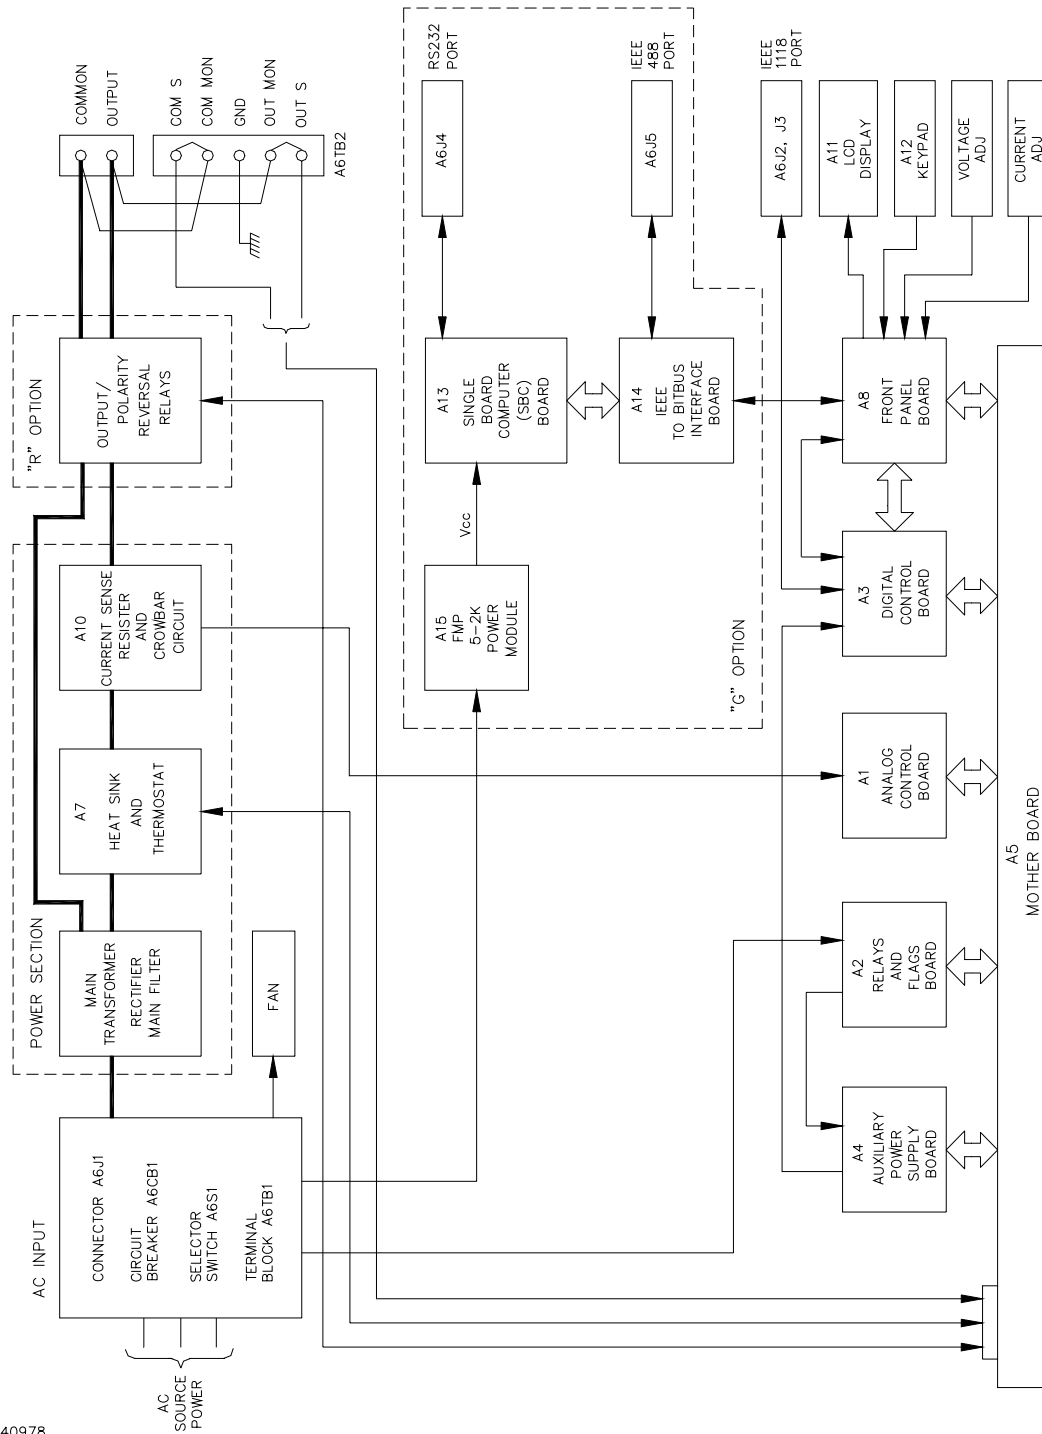 COMMON
OUTPUT
COM S
COM MON
GND
OUT MON
OUT S
A6TB2
"R" OPTION
OUTPUT/
POLARITY
REVERSAL
RELAYS
POWER SECTION
A10
CURRENT SENSE
RESISTER
AND
CROWBAR
CIRCUIT
A7
HEAT SINK
AND
THERMOSTAT
MAIN
TRANSFORMER
RECTIFIER
MAIN FILTER
FAN
AC INPUT
CONNECTOR A6J1
CIRCUIT
BREAKER A6CB1
SELECTOR
SWITCH A6S1
TERMINAL
BLOCK A6TB1
AC
SOURCE
POWER
RS232
PORT
A6J4
IEEE
488
PORT
A6J5
A13
SINGLE
BOARD
COMPUTER
(SBC)
BOARD
A14
IEEE
TO BITBUS
INTERFACE
BOARD
Vcc
A15
FMP
5-2K
POWER
MODULE
"G" OPTION
IEEE
1118
PORT
A6J2, J3
A11
LCD
DISPLAY
A12
KEYPAD
VOLTAGE
ADJ
CURRENT
ADJ
A8
FRONT
PANEL
BOARD
A3
DIGITAL
CONTROL
BOARD
A1
ANALOG
CONTROL
BOARD
A2
RELAYS
AND
FLAGS
BOARD
A4
AUXILIARY
POWER
SUPPLY
BOARD
A5
MOTHER BOARD
40978